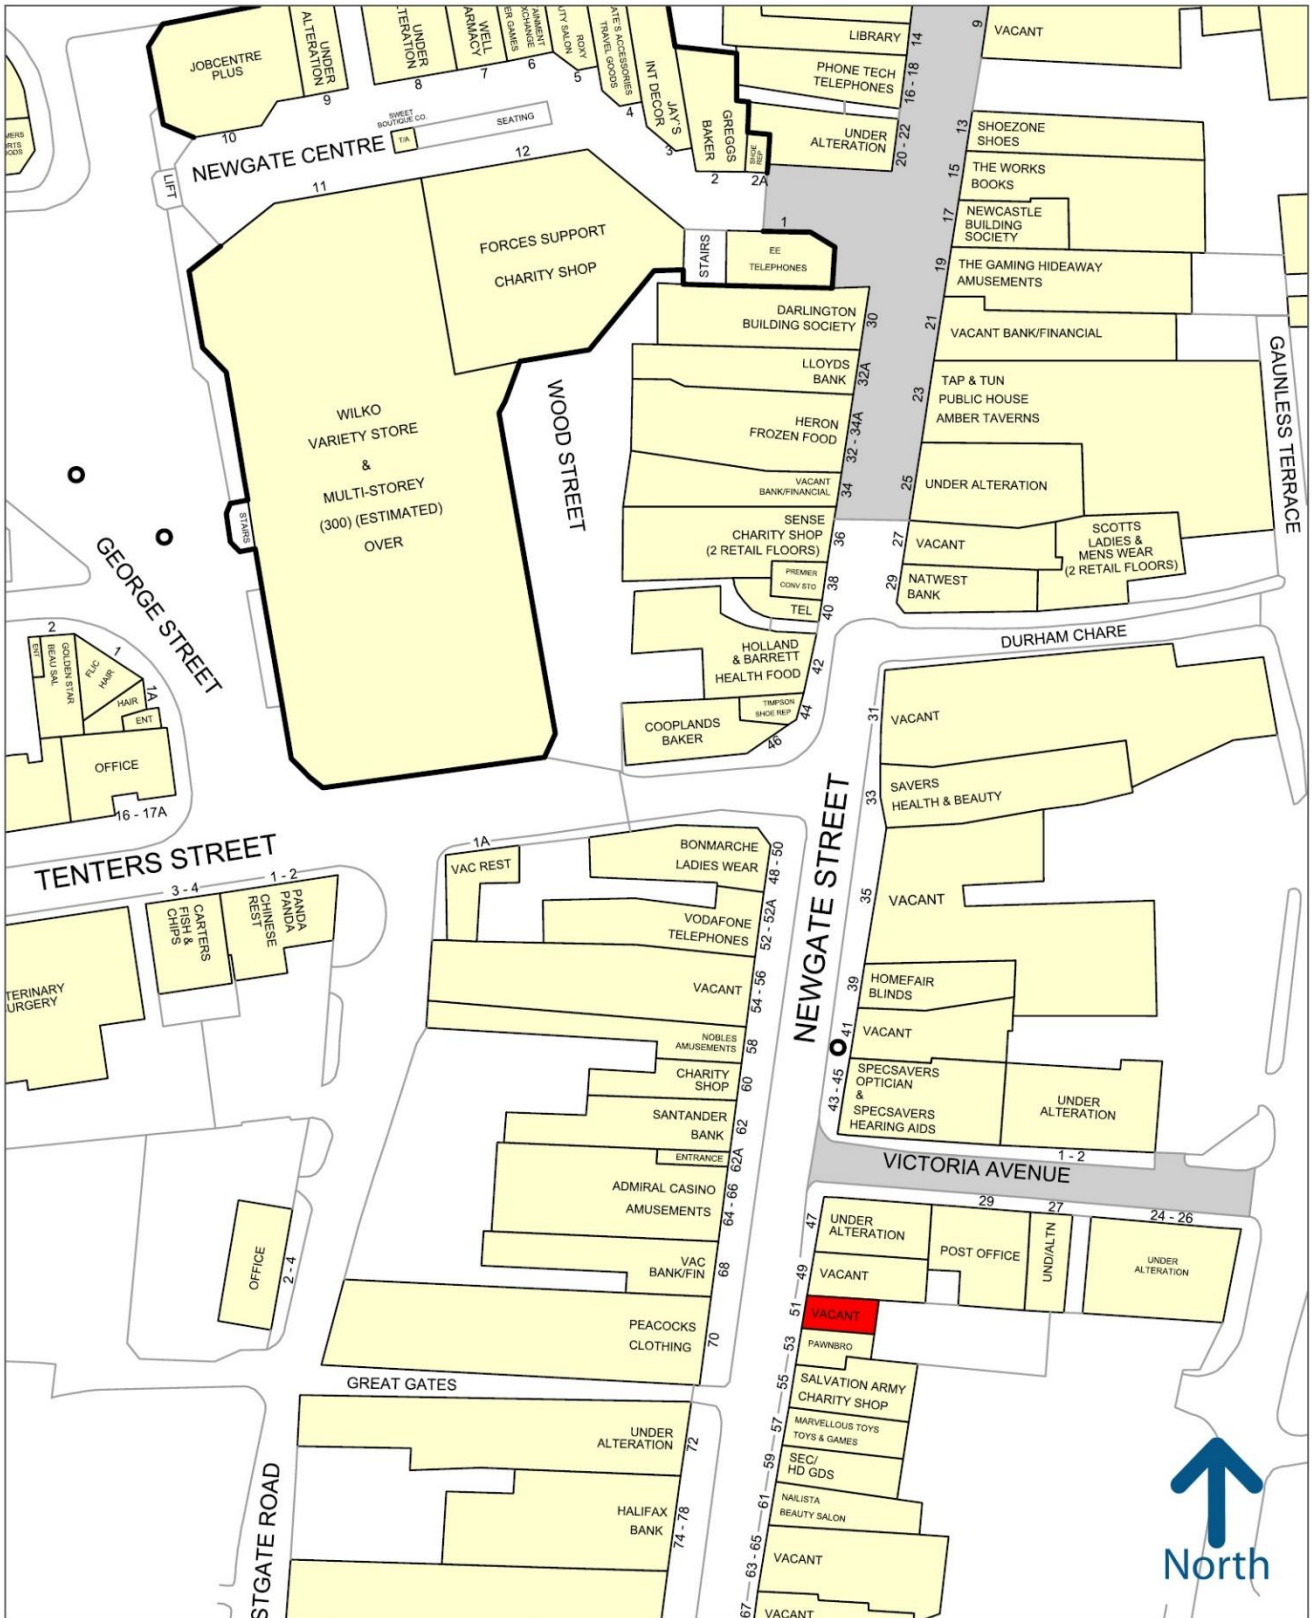 JOBCENTRE
PLUS
10
UNDER
ALTERATION
9
UNDER
8
WELL
7
6
ROXY
5
TRAVEL GOODS
4
JAY'S
INT DECOR
3
GREGGS
BAKER
2
SHOE
REP
2A
LIBRARY
14
PHONE TECH
TELEPHONES
16 - 18
UNDER
ALTERATION
20 - 22
9
VACANT
13
SHOEZONE
SHOES
15
THE WORKS
BOOKS
17
NEWCASTLE
BUILDING
SOCIETY
19
THE GAMING HIDEAWAY
AMUSEMENTS
21
VACANT BANK/FINANCIAL
23
TAP & TUN
PUBLIC HOUSE
AMBER TAVERNS
25
UNDER ALTERATION
27
VACANT
SCOTTS
LADIES &
MENS WEAR
(2 RETAIL FLOORS)
29
NATWEST
BANK
GAUNLESS TERRACE
NEWGATE CENTRE
SWEET
BOUTIQUE CO.
T/A
SEATING
LIFT
11
12
FORCES SUPPORT
CHARITY SHOP
STAIRS
1
EE
TELEPHONES
DARLINGTON
BUILDING SOCIETY
30
LLOYDS
BANK
32A
HERON
FROZEN FOOD
32 - 34A
VACANT
BANK/FINANCIAL
34
SENSE
CHARITY SHOP
(2 RETAIL FLOORS)
36
PREMIER
CONV STO
38
TEL
40
HOLLAND
& BARRETT
HEALTH FOOD
42
TIMPSON
SHOE REP
44
COOPLANDS
BAKER
46
WILKO
VARIETY STORE
&
MULTI-STOREY
(300) (ESTIMATED)
OVER
STAIRS
WOOD STREET
GEORGE STREET
2
ENT
GOLDEN STAR
BEAU SAL
1
FLIC
HAIR
1A
HAIR
ENT
OFFICE
16 - 17A
TENTERS STREET
3 - 4
CARTERS
FISH &
CHIPS
1 - 2
PANDA
PANDA
CHINESE
REST
DURHAM CHARE
31
VACANT
33
SAVERS
HEALTH & BEAUTY
35
VACANT
39
HOMEFAIR
BLINDS
41
VACANT
43 - 45
SPECSAVERS
OPTICIAN
&
SPECSAVERS
HEARING AIDS
UNDER
ALTERATION
1 - 2
NEWGATE STREET
1A
VAC REST
BONMARCHE
LADIES WEAR
48 - 50
VODAFONE
TELEPHONES
52 - 52A
VACANT
54 - 56
NOBLES
AMUSEMENTS
58
CHARITY
SHOP
60
SANTANDER
BANK
62
ENTRANCE
62A
ADMIRAL CASINO
AMUSEMENTS
64 - 66
VAC
BANK/FIN
68
PEACOCKS
CLOTHING
70
OFFICE
2 - 4
VICTORIA AVENUE
47
UNDER
ALTERATION
29
POST OFFICE
27
UND/ALTN
24 - 26
UNDER
ALTERATION
49
VACANT
51
VACANT
53
PAWNBRO
55
SALVATION ARMY
CHARITY SHOP
57
MARVELLOUS TOYS
TOYS & GAMES
59
SEC/
HD GDS
61
NAILISTA
BEAUTY SALON
63 - 65
VACANT
67
VACANT
GREAT GATES
UNDER
ALTERATION
72
HALIFAX
BANK
74 - 78
STGATE ROAD
North